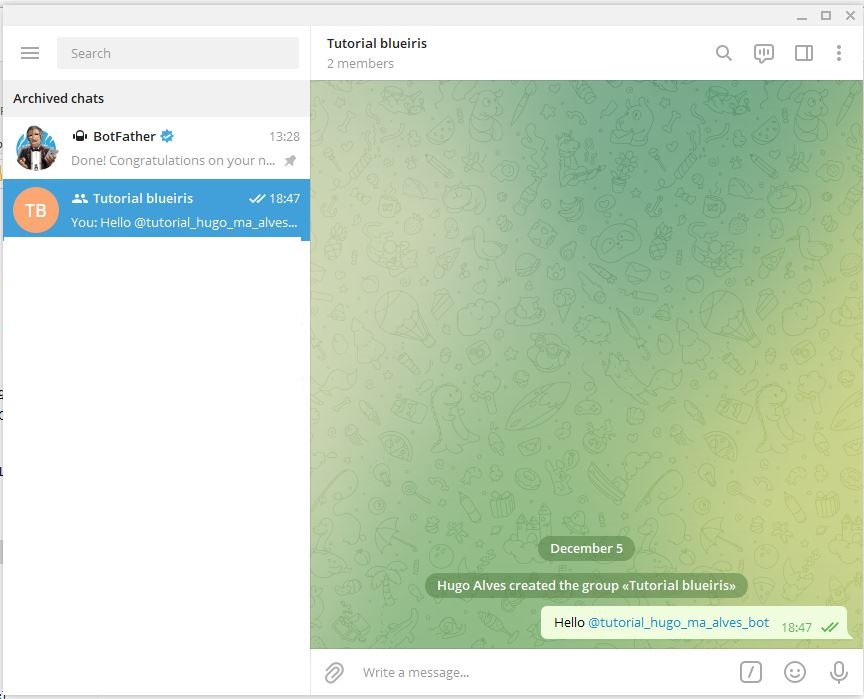 Search
Archived chats
BotFather 13:28
Done! Congratulations on your n...
TB
Tutorial blueiris 18:47
You: Hello @tutorial_hugo_ma_alves...
Tutorial blueiris
2 members
December 5
Hugo Alves created the group «Tutorial blueiris»
Hello @tutorial_hugo_ma_alves_bot 18:47
Write a message...